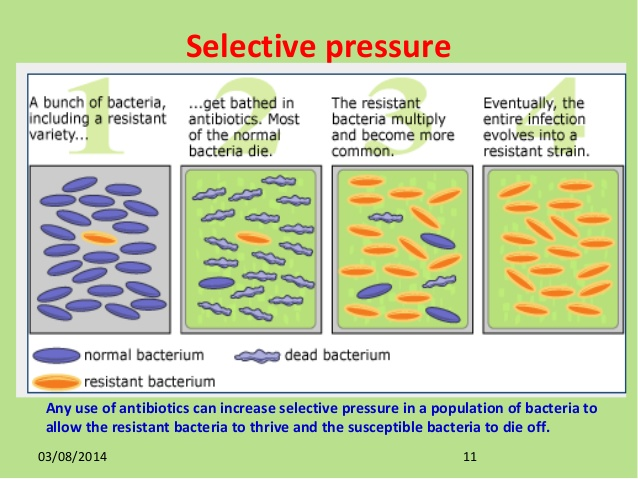 Selective pressure
1
A bunch of bacteria,
including a resistant
variety...
2
...get bathed in
antibiotics. Most
of the normal
bacteria die.
3
The resistant
bacteria multiply
and become more
common.
4
Eventually, the
entire infection
evolves into a
resistant strain.
normal bacterium
dead bacterium
resistant bacterium
Any use of antibiotics can increase selective pressure in a population of bacteria to
allow the resistant bacteria to thrive and the susceptible bacteria to die off.
03/08/2014
11